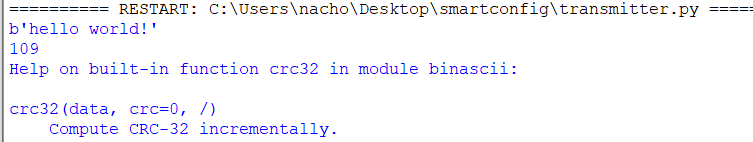 ========== RESTART: C:\Users\nacho\Desktop\smartconfig\transmitter.py =====
b'hello world!'
109
Help on built-in function crc32 in module binascii:

crc32(data, crc=0, /)
    Compute CRC-32 incrementally.